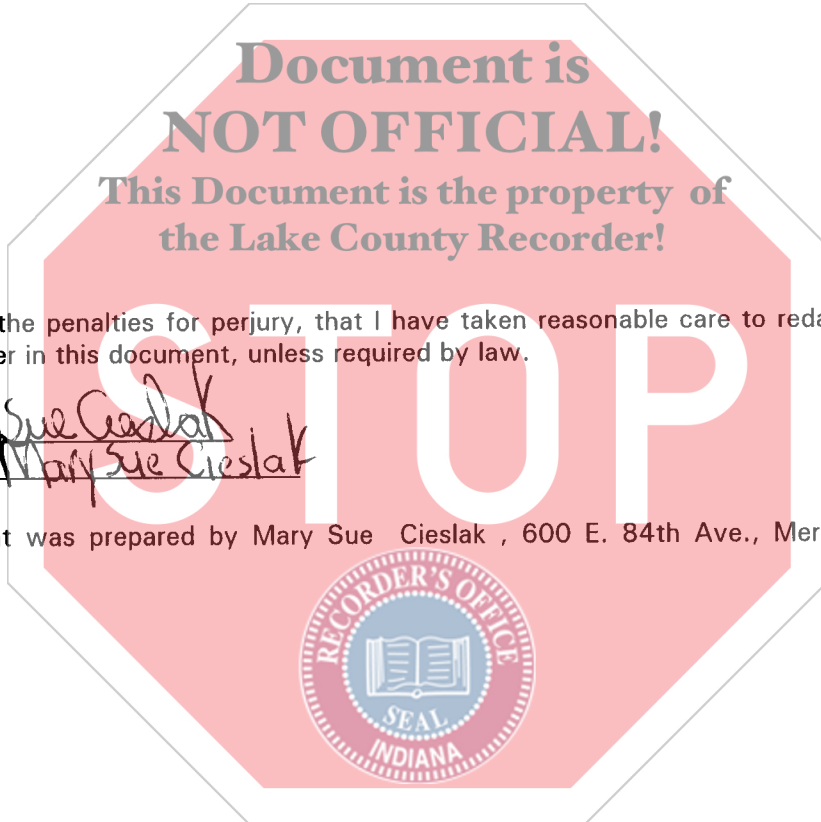 Document is
NOT OFFICIAL!
This Document is the property of
the Lake County Recorder!
STOP
the penalties for perjury, that I have taken reasonable care to reda
er in this document, unless required by law.
Sue Cieslak
Mary Sue Cieslak
t was prepared by Mary Sue Cieslak , 600 E. 84th Ave., Mer
RECORDER'S OFFICE
SEAL
INDIANA